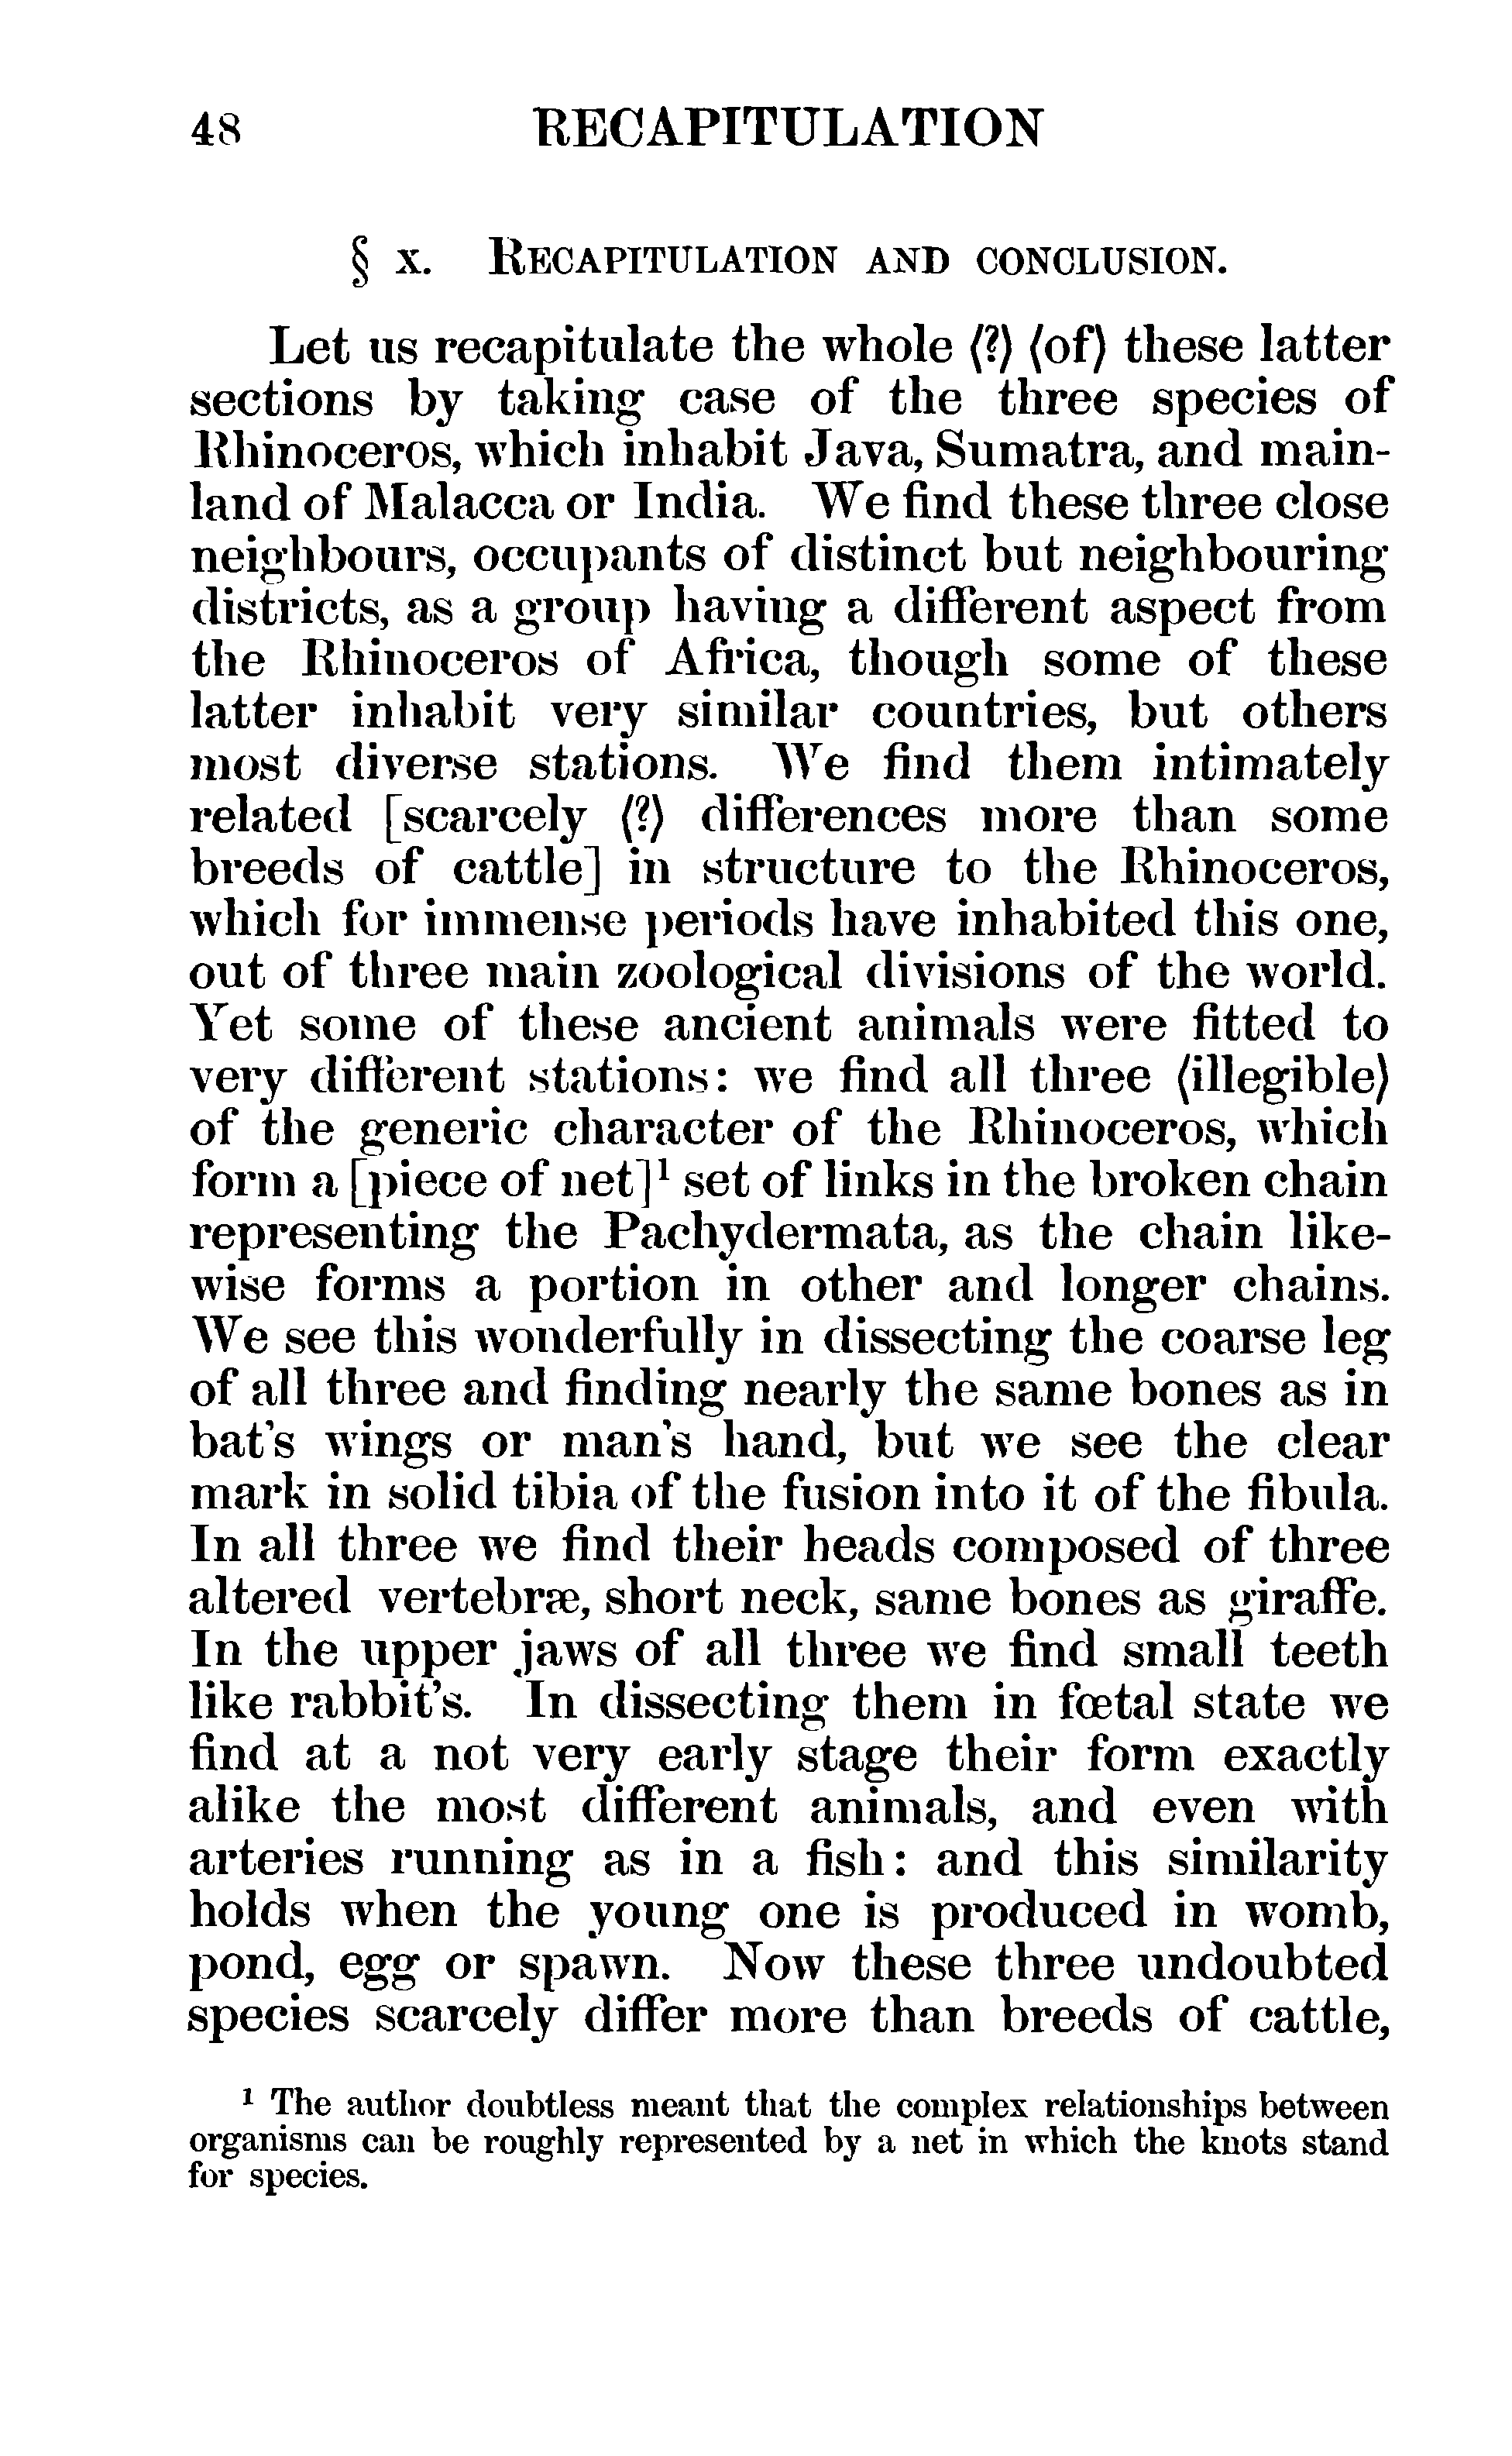 48 RECAPITULATION
§ x. RECAPITULATION AND CONCLUSION.
Let us recapitulate the whole ⟨?⟩ ⟨of⟩ these latter
sections by taking case of the three species of
Rhinoceros, which inhabit Java, Sumatra, and main-
land of Malacca or India. We find these three close
neighbours, occupants of distinct but neighbouring
districts, as a group having a different aspect from
the Rhinoceros of Africa, though some of these
latter inhabit very similar countries, but others
most diverse stations. We find them intimately
related [scarcely ⟨?⟩ differences more than some
breeds of cattle] in structure to the Rhinoceros,
which for immense periods have inhabited this one,
out of three main zoological divisions of the world.
Yet some of these ancient animals were fitted to
very different stations: we find all three ⟨illegible⟩
of the generic character of the Rhinoceros, which
form a [piece of net]¹ set of links in the broken chain
representing the Pachydermata, as the chain like-
wise forms a portion in other and longer chains.
We see this wonderfully in dissecting the coarse leg
of all three and finding nearly the same bones as in
bat's wings or man's hand, but we see the clear
mark in solid tibia of the fusion into it of the fibula.
In all three we find their heads composed of three
altered vertebræ, short neck, same bones as giraffe.
In the upper jaws of all three we find small teeth
like rabbit's. In dissecting them in fœtal state we
find at a not very early stage their form exactly
alike the most different animals, and even with
arteries running as in a fish: and this similarity
holds when the young one is produced in womb,
pond, egg or spawn. Now these three undoubted
species scarcely differ more than breeds of cattle,
¹ The author doubtless meant that the complex relationships between
organisms can be roughly represented by a net in which the knots stand
for species.